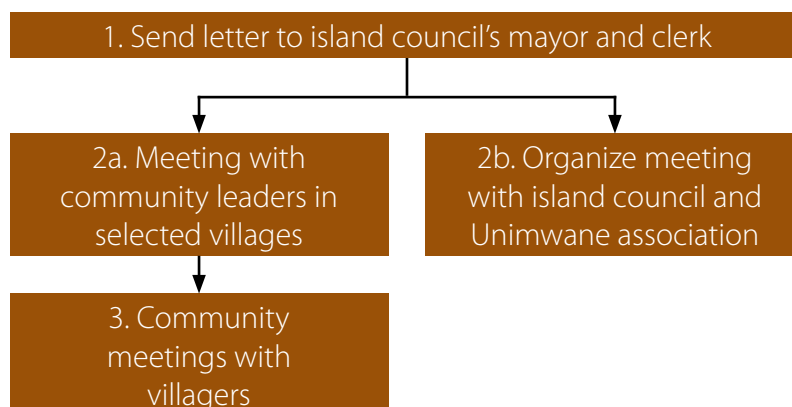 1. Send letter to island council’s mayor and clerk
2a. Meeting with
community leaders in
selected villages
2b. Organize meeting
with island council and
Unimwane association
3. Community
meetings with
villagers